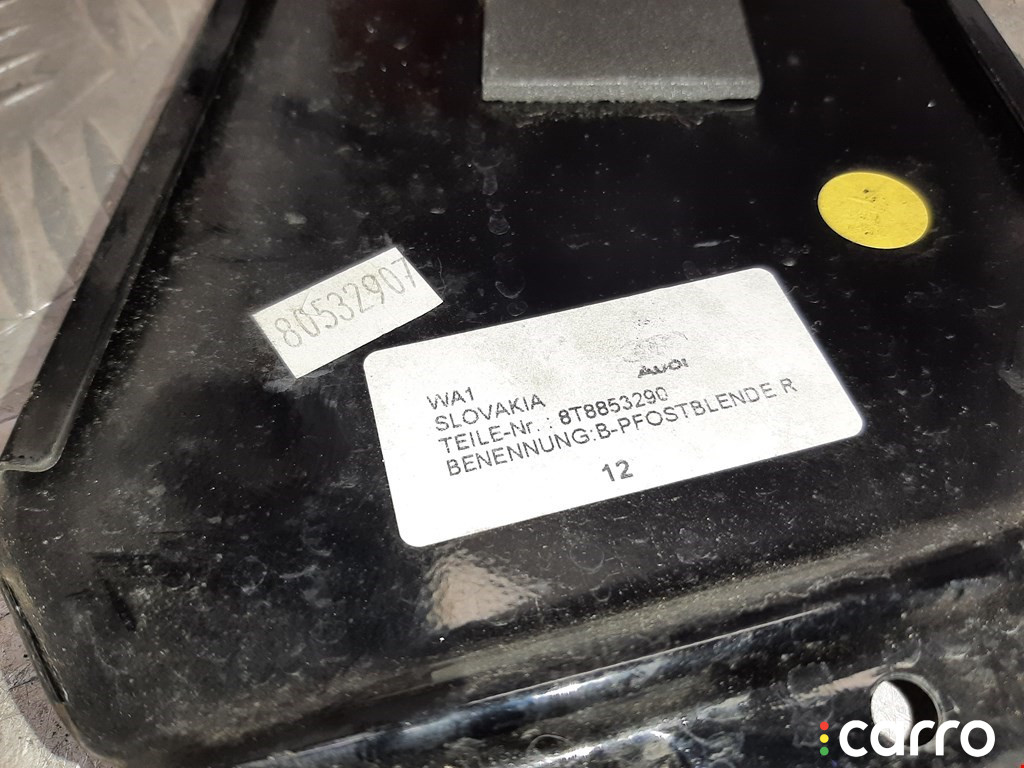 80532907
AUDI
WA1
SLOVAKIA
TEILE-Nr. : 8T8853290
BENENNUNG:B-PFOSTBLENDE R
12
carro